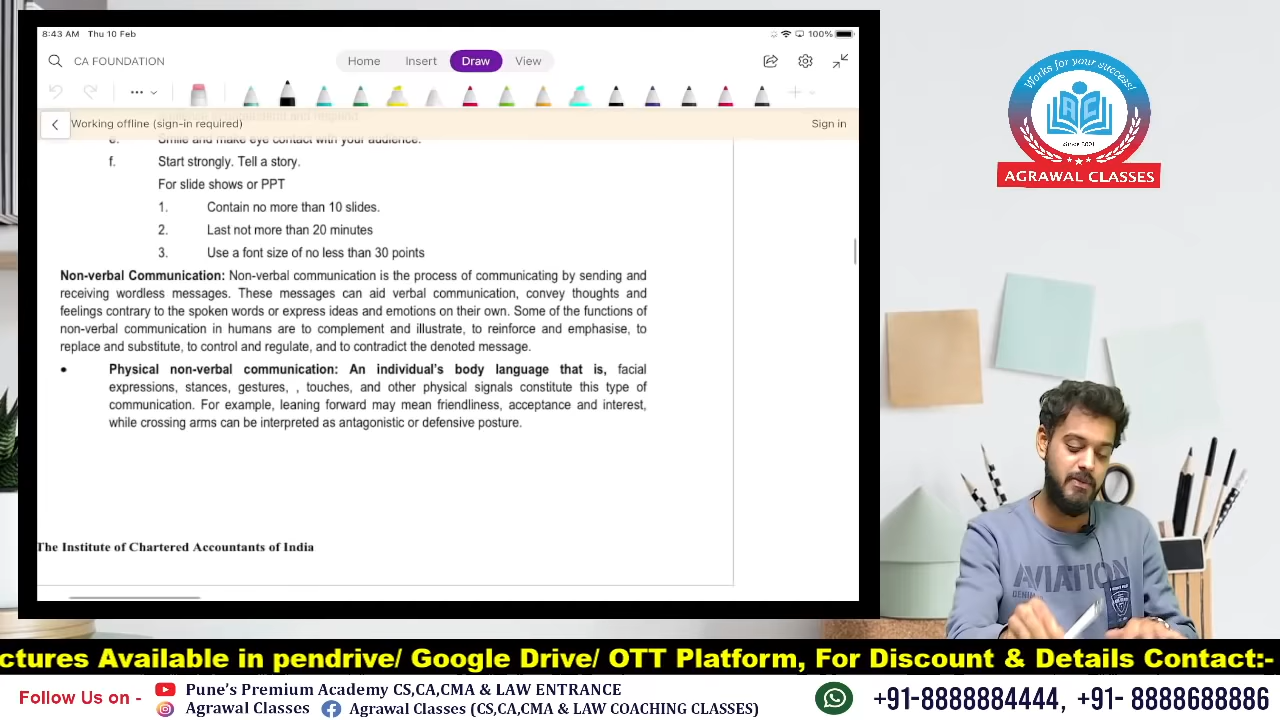 8:43 AM Thu 10 Feb
100%
CA FOUNDATION
Home Insert Draw View
Working offline (sign-in required)
Sign in
e. Smile and make eye contact with your audience.
f. Start strongly. Tell a story.
For slide shows or PPT
1. Contain no more than 10 slides.
2. Last not more than 20 minutes
3. Use a font size of no less than 30 points
Non-verbal Communication: Non-verbal communication is the process of communicating by sending and
receiving wordless messages. These messages can aid verbal communication, convey thoughts and
feelings contrary to the spoken words or express ideas and emotions on their own. Some of the functions of
non-verbal communication in humans are to complement and illustrate, to reinforce and emphasise, to
replace and substitute, to control and regulate, and to contradict the denoted message.
• Physical non-verbal communication: An individual's body language that is, facial
expressions, stances, gestures, , touches, and other physical signals constitute this type of
communication. For example, leaning forward may mean friendliness, acceptance and interest,
while crossing arms can be interpreted as antagonistic or defensive posture.
The Institute of Chartered Accountants of India
Works for your success!
AC
Since 2001
AGRAWAL CLASSES
AVIATION
DENIM
ctures Available in pendrive/ Google Drive/ OTT Platform, For Discount & Details Contact:-
Follow Us on - Pune's Premium Academy CS,CA,CMA & LAW ENTRANCE
Agrawal Classes Agrawal Classes (CS,CA,CMA & LAW COACHING CLASSES)
+91-8888884444, +91- 8888688886